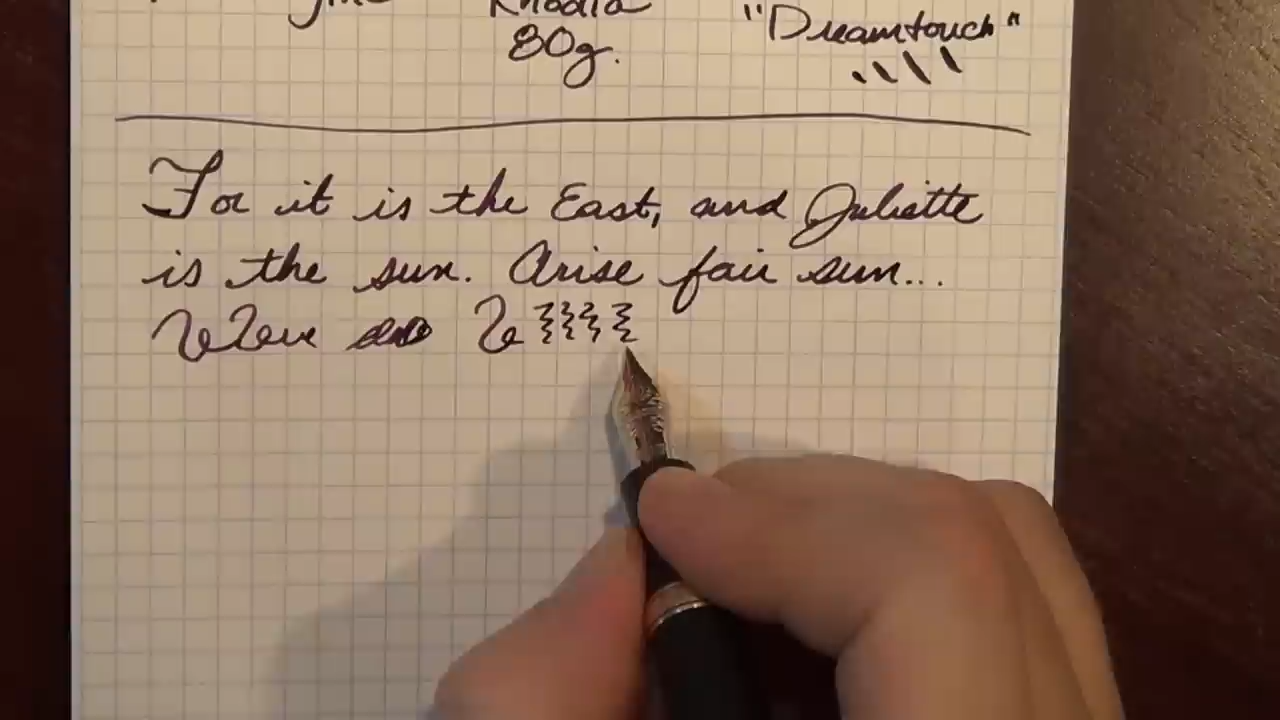 Rhodia "Dreamtouch"
80g.
For it is the East, and Juliette
is the sun. Arise fair sun...